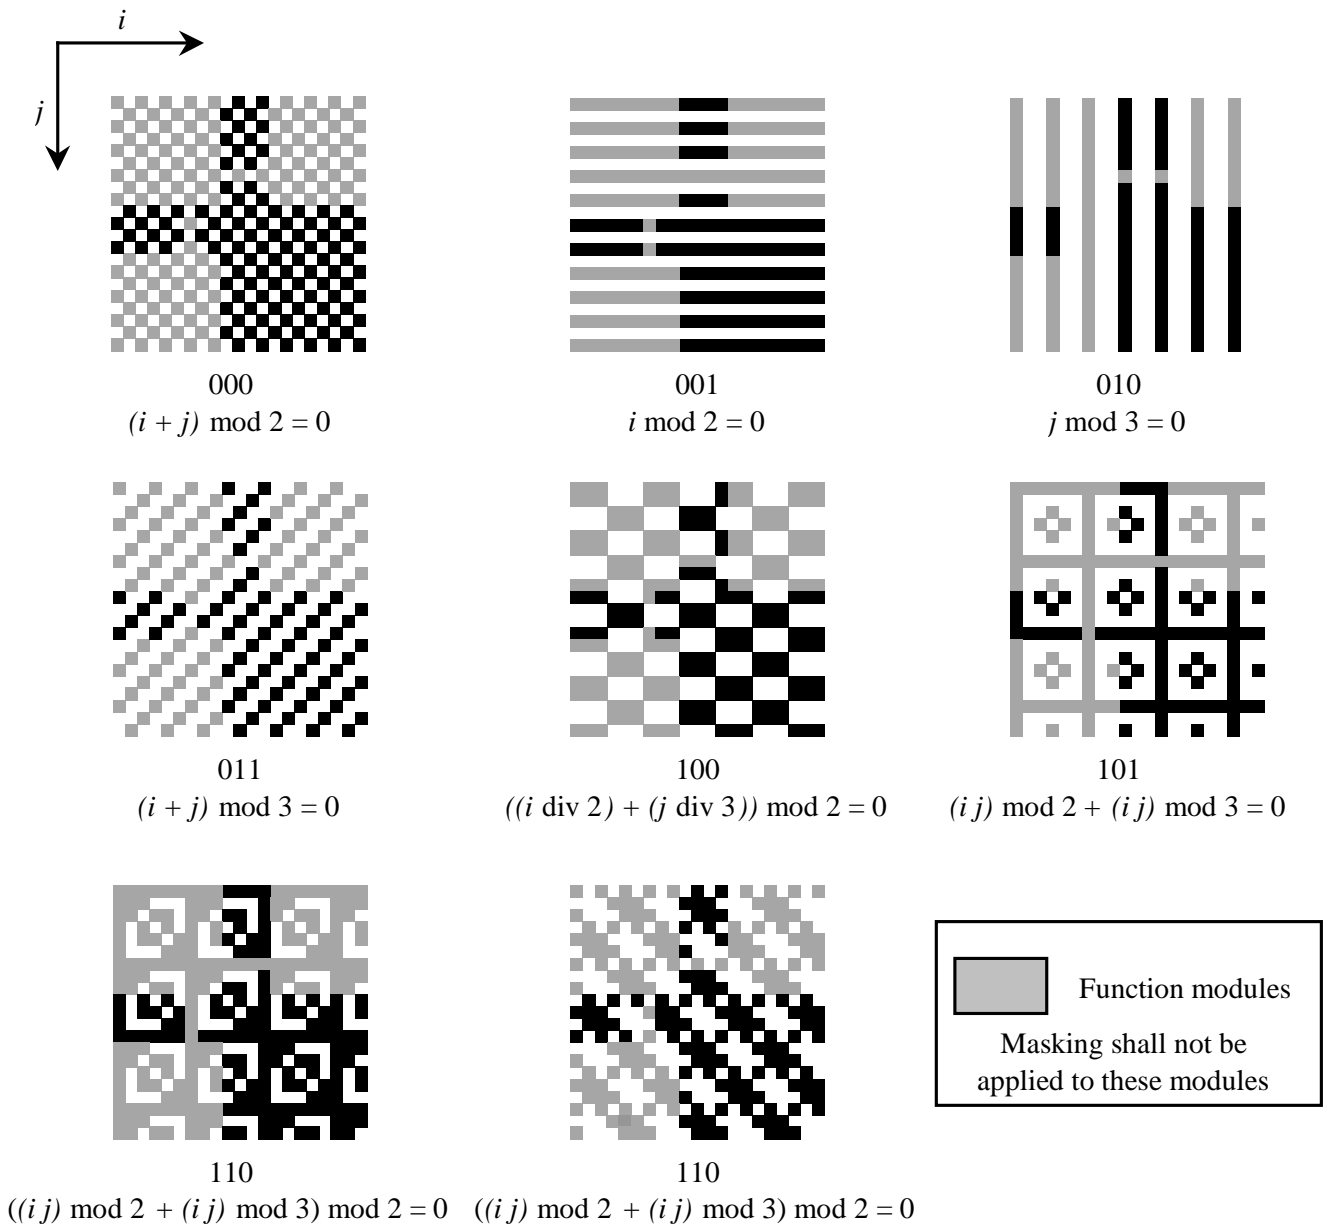 i
j
000
(i + j) mod 2 = 0
001
i mod 2 = 0
010
j mod 3 = 0
011
(i + j) mod 3 = 0
100
((i div 2) + (j div 3)) mod 2 = 0
101
(i j) mod 2 + (i j) mod 3 = 0
110
((i j) mod 2 + (i j) mod 3) mod 2 = 0
110
((i j) mod 2 + (i j) mod 3) mod 2 = 0
Function modules
Masking shall not be
applied to these modules